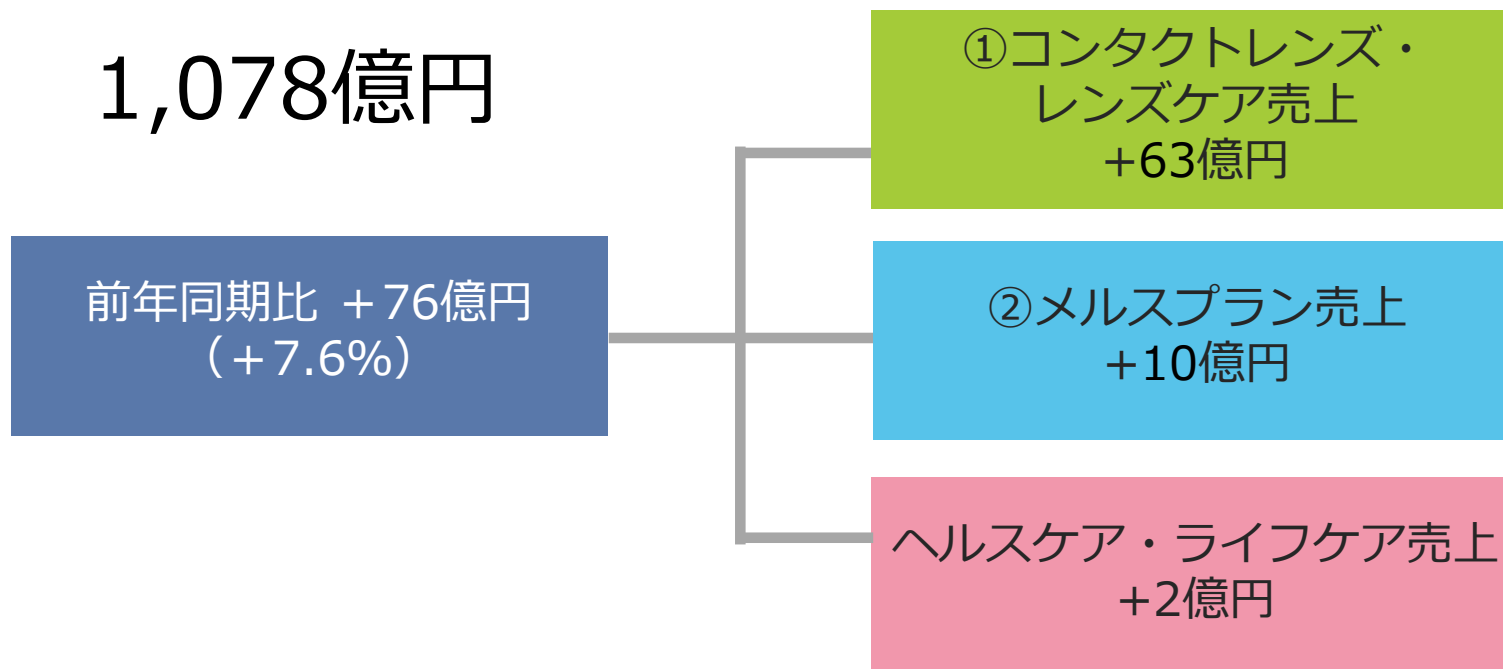 1,078億円
前年同期比 +76億円
（+7.6%）
①コンタクトレンズ・
レンズケア売上
+63億円
②メルスプラン売上
+10億円
ヘルスケア・ライフケア売上
+2億円